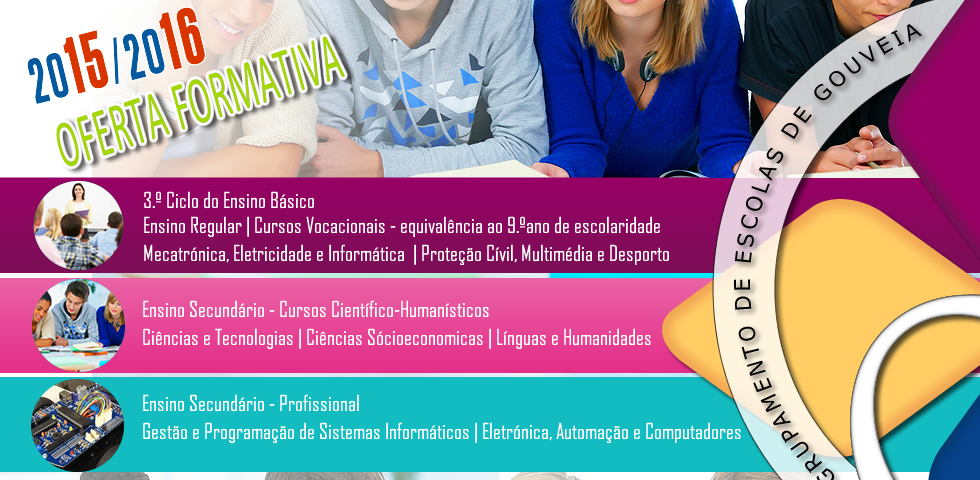 2015/2016
OFERTA FORMATIVA
3.º Ciclo do Ensino Básico
Ensino Regular | Cursos Vocacionais - equivalência ao 9.ºano de escolaridade
Mecatrónica, Eletricidade e Informática | Proteção Cívil, Multimédia e Desporto
Ensino Secundário - Cursos Científico-Humanísticos
Ciências e Tecnologias | Ciências Sócioeconomicas | Línguas e Humanidades
Ensino Secundário - Profissional
Gestão e Programação de Sistemas Informáticos | Eletrónica, Automação e Computadores
GRUPAMENTO DE ESCOLAS DE GOUVEIA